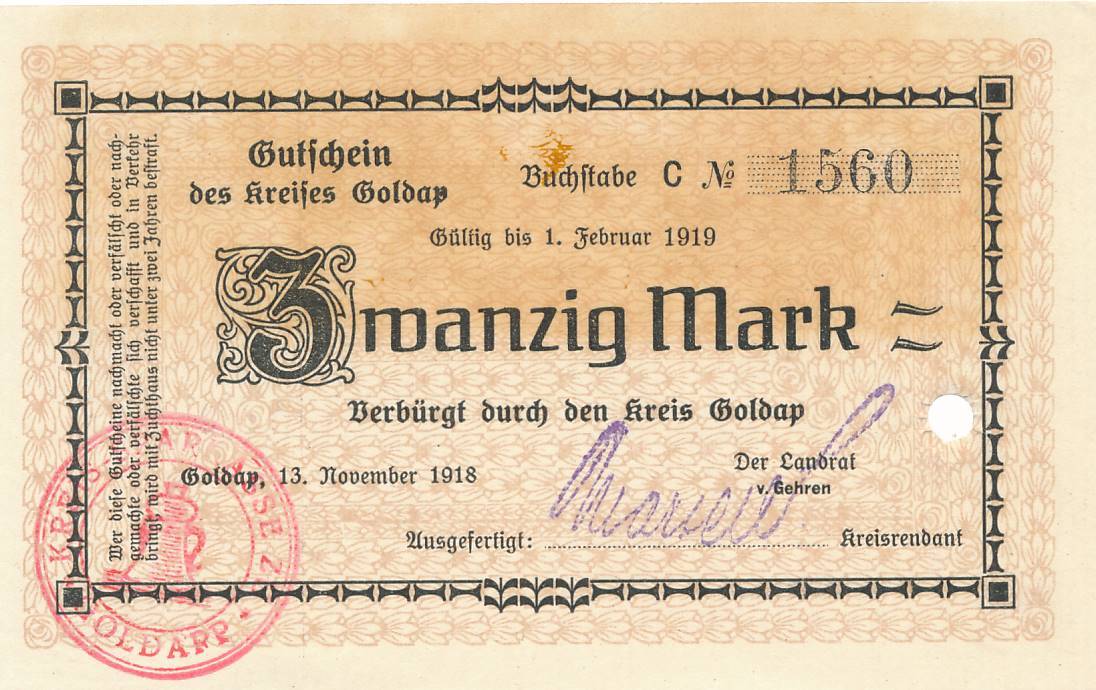 Gutschein
des Kreises Goldap
Buchstabe C № 1560
Gültig bis 1. Februar 1919
Zwanzig Mark =
Verbürgt durch den Kreis Goldap
Goldap, 13. November 1918
Der Landrat
v. Gehren
Ausgefertigt:
Kreisrendant
Wer diese Gutscheine nachmacht oder verfälscht oder nach-
gemachte oder verfälschte sich verschafft und in Verkehr
bringt, wird mit Zuchthaus nicht unter zwei Jahren bestraft.
GOLDAPP